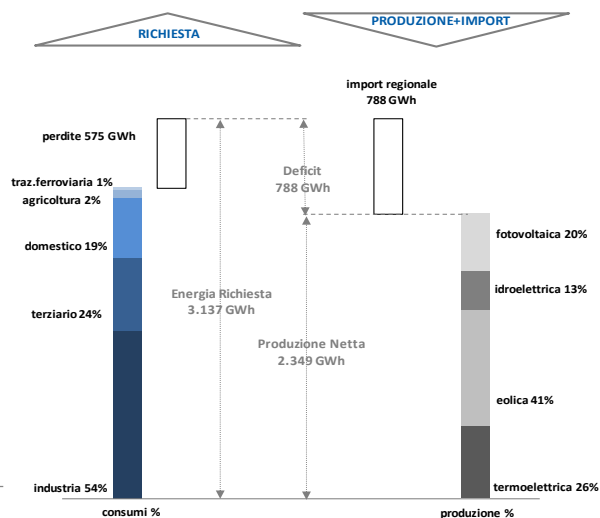 RICHIESTA
PRODUZIONE+IMPORT
import regionale
788 GWh
perdite 575 GWh
Deficit
788 GWh
traz.ferroviaria 1%
agricoltura 2%
domestico 19%
terziario 24%
industria 54%
Energia Richiesta
3.137 GWh
Produzione Netta
2.349 GWh
fotovoltaica 20%
idroelettrica 13%
eolica 41%
termoelettrica 26%
consumi %
produzione %